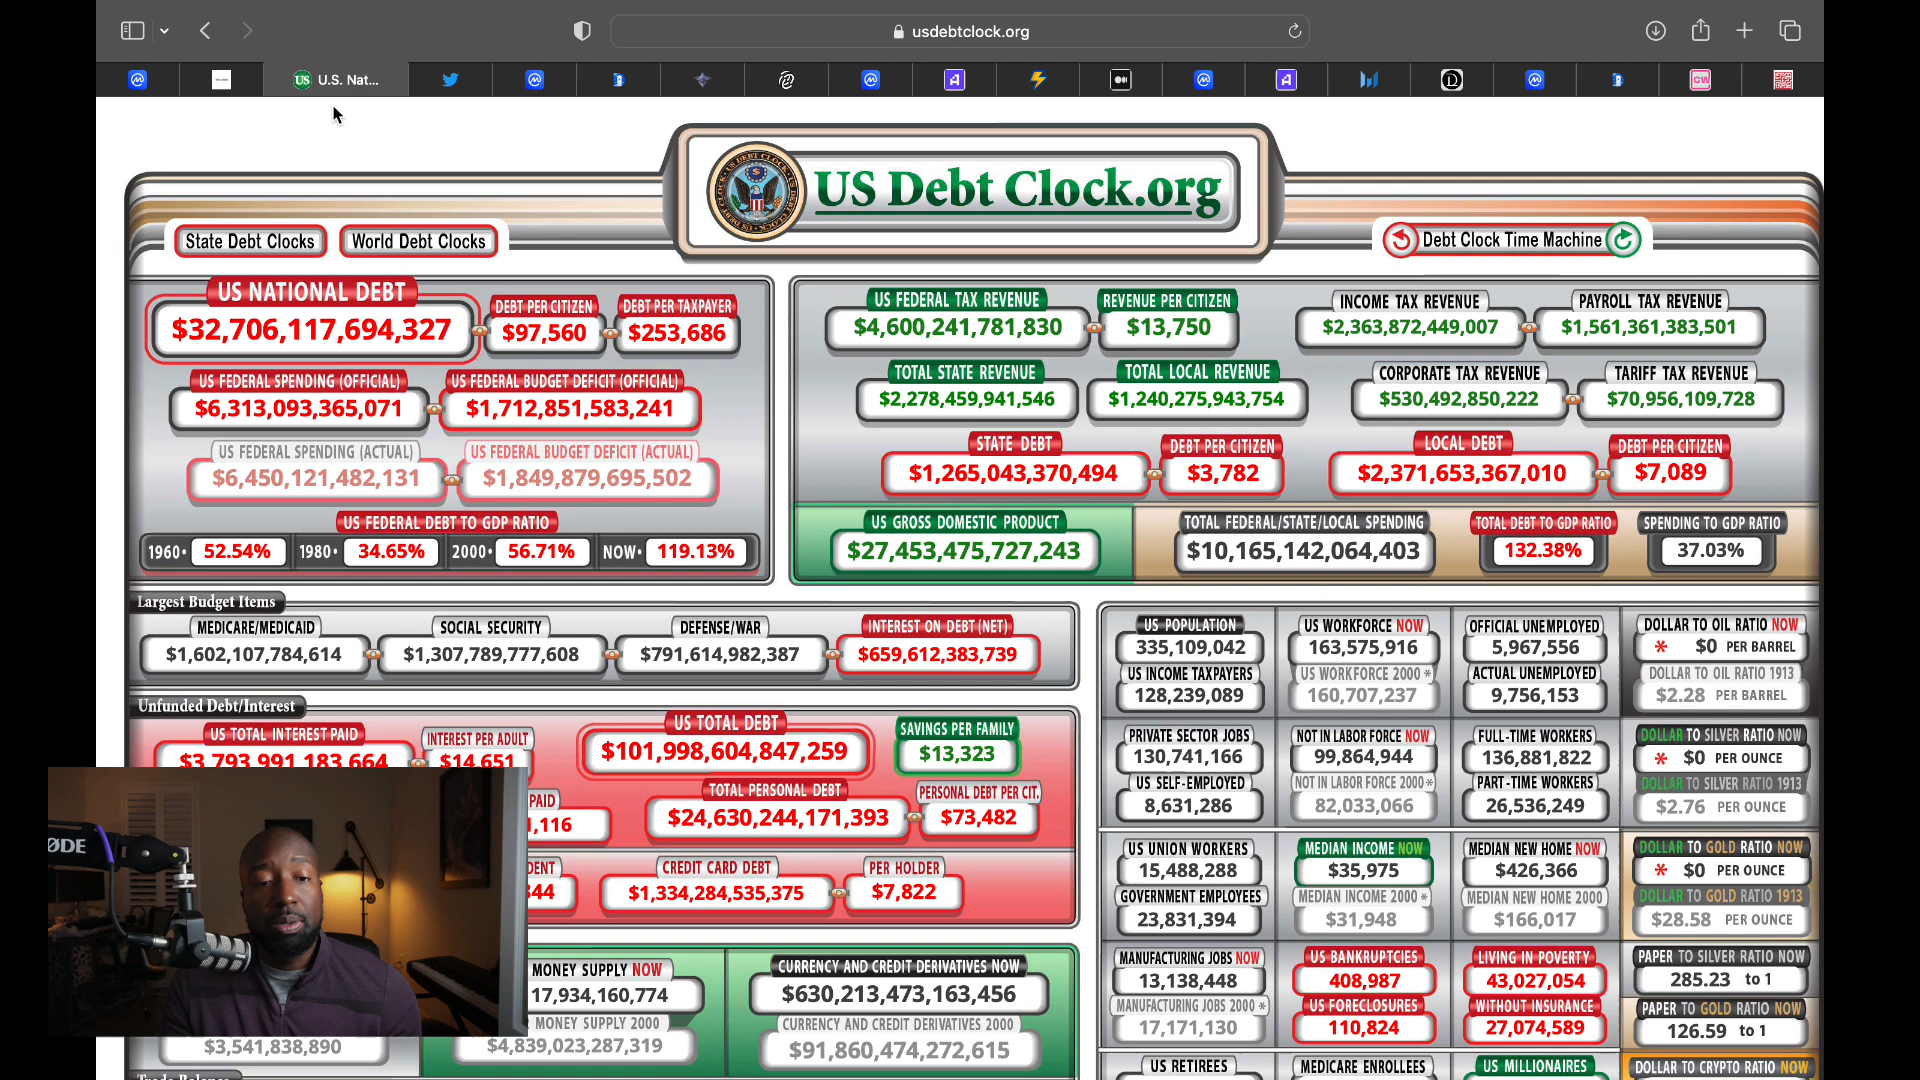 usdebtclock.org
US U.S. Nat...
US Debt Clock.org
State Debt Clocks World Debt Clocks
Debt Clock Time Machine
US NATIONAL DEBT
$32,706,117,694,327
DEBT PER CITIZEN
$97,560
DEBT PER TAXPAYER
$253,686
US FEDERAL SPENDING (OFFICIAL)
$6,313,093,365,071
US FEDERAL BUDGET DEFICIT (OFFICIAL)
$1,712,851,583,241
US FEDERAL SPENDING (ACTUAL)
$6,450,121,482,131
US FEDERAL BUDGET DEFICIT (ACTUAL)
$1,849,879,695,502
US FEDERAL DEBT TO GDP RATIO
1960• 52.54% 1980• 34.65% 2000• 56.71% NOW• 119.13%
US FEDERAL TAX REVENUE
$4,600,241,781,830
REVENUE PER CITIZEN
$13,750
INCOME TAX REVENUE
$2,363,872,449,007
PAYROLL TAX REVENUE
$1,561,361,383,501
TOTAL STATE REVENUE
$2,278,459,941,546
TOTAL LOCAL REVENUE
$1,240,275,943,754
CORPORATE TAX REVENUE
$530,492,850,222
TARIFF TAX REVENUE
$70,956,109,728
STATE DEBT
$1,265,043,370,494
DEBT PER CITIZEN
$3,782
LOCAL DEBT
$2,371,653,367,010
DEBT PER CITIZEN
$7,089
US GROSS DOMESTIC PRODUCT
$27,453,475,727,243
TOTAL FEDERAL/STATE/LOCAL SPENDING
$10,165,142,064,403
TOTAL DEBT TO GDP RATIO
132.38%
SPENDING TO GDP RATIO
37.03%
Largest Budget Items
MEDICARE/MEDICAID
$1,602,107,784,614
SOCIAL SECURITY
$1,307,789,777,608
DEFENSE/WAR
$791,614,982,387
INTEREST ON DEBT (NET)
$659,612,383,739
Unfunded Debt/Interest
US TOTAL INTEREST PAID
$3,793,991,183,664
INTEREST PER ADULT
$14,651
US TOTAL DEBT
$101,998,604,847,259
SAVINGS PER FAMILY
$13,323
PAID
1,116
TOTAL PERSONAL DEBT
$24,630,244,171,393
PERSONAL DEBT PER CIT.
$73,482
DENT
344
CREDIT CARD DEBT
$1,334,284,535,375
PER HOLDER
$7,822
MONEY SUPPLY NOW
17,934,160,774
MONEY SUPPLY 2000
$4,839,023,287,319
$3,541,838,890
CURRENCY AND CREDIT DERIVATIVES NOW
$630,213,473,163,456
CURRENCY AND CREDIT DERIVATIVES 2000
$91,860,474,272,615
US POPULATION
335,109,042
US INCOME TAXPAYERS
128,239,089
US WORKFORCE NOW
163,575,916
US WORKFORCE 2000 *
160,707,237
OFFICIAL UNEMPLOYED
5,967,556
ACTUAL UNEMPLOYED
9,756,153
DOLLAR TO OIL RATIO NOW
* $0 PER BARREL
DOLLAR TO OIL RATIO 1913
$2.28 PER BARREL
PRIVATE SECTOR JOBS
130,741,166
US SELF-EMPLOYED
8,631,286
NOT IN LABOR FORCE NOW
99,864,944
NOT IN LABOR FORCE 2000*
82,033,066
FULL-TIME WORKERS
136,881,822
PART-TIME WORKERS
26,536,249
DOLLAR TO SILVER RATIO NOW
* $0 PER OUNCE
DOLLAR TO SILVER RATIO 1913
$2.76 PER OUNCE
US UNION WORKERS
15,488,288
GOVERNMENT EMPLOYEES
23,831,394
MEDIAN INCOME NOW
$35,975
MEDIAN INCOME 2000 *
$31,948
MEDIAN NEW HOME NOW
$426,366
MEDIAN NEW HOME 2000
$166,017
DOLLAR TO GOLD RATIO NOW
* $0 PER OUNCE
DOLLAR TO GOLD RATIO 1913
$28.58 PER OUNCE
MANUFACTURING JOBS NOW
13,138,448
MANUFACTURING JOBS 2000 *
17,171,130
US BANKRUPTCIES
408,987
US FORECLOSURES
110,824
LIVING IN POVERTY
43,027,054
WITHOUT INSURANCE
27,074,589
PAPER TO SILVER RATIO NOW
285.23 to 1
PAPER TO GOLD RATIO NOW
126.59 to 1
US RETIREES
MEDICARE ENROLLEES
US MILLIONAIRES
DOLLAR TO CRYPTO RATIO NOW
RØDE